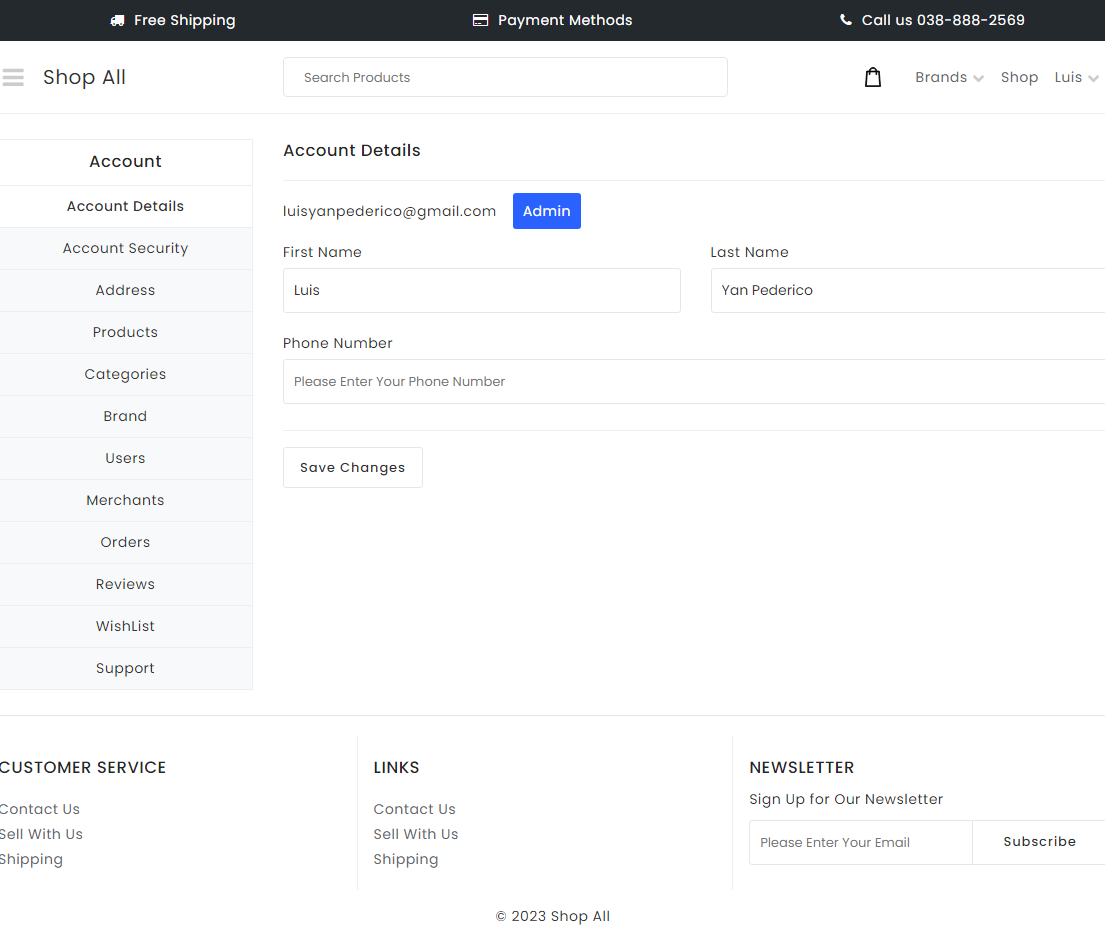 Free Shipping
Payment Methods
Call us 038-888-2569
Shop All
Search Products
Brands
Shop
Luis
Account
Account Details
Account Security
Address
Products
Categories
Brand
Users
Merchants
Orders
Reviews
WishList
Support
Account Details
luisyanpederico@gmail.com
Admin
First Name
Last Name
Luis
Yan Pederico
Phone Number
Please Enter Your Phone Number
Save Changes
CUSTOMER SERVICE
Contact Us
Sell With Us
Shipping
LINKS
Contact Us
Sell With Us
Shipping
NEWSLETTER
Sign Up for Our Newsletter
Please Enter Your Email
Subscribe
© 2023 Shop All